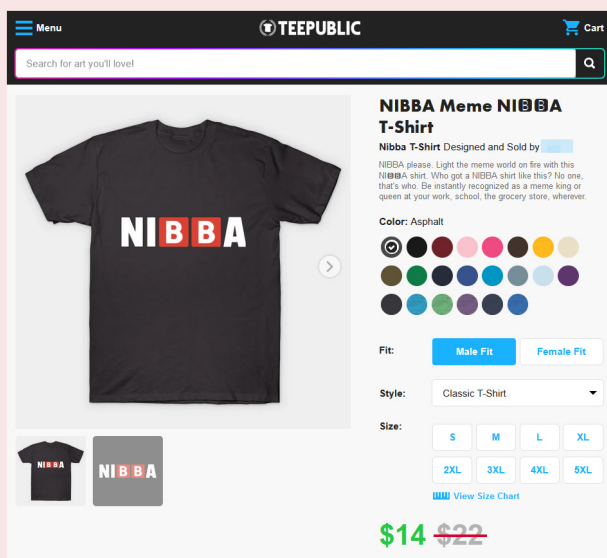 Menu
TEEPUBLIC
Cart
Search for art you'll love!
NIBBA
NIBBA
NIBBA
NIBBA Meme NI🅱🅱A
T-Shirt
Nibba T-Shirt Designed and Sold by
NIBBA please. Light the meme world on fire with this
NI🅱🅱A shirt. Who got a NIBBA shirt like this? No one,
that's who. Be instantly recognized as a meme king or
queen at your work, school, the grocery store, wherever.
Color: Asphalt
Fit:
Male Fit
Female Fit
Style:
Classic T-Shirt
Size:
S M L XL
2XL 3XL 4XL 5XL
View Size Chart
$14 $22